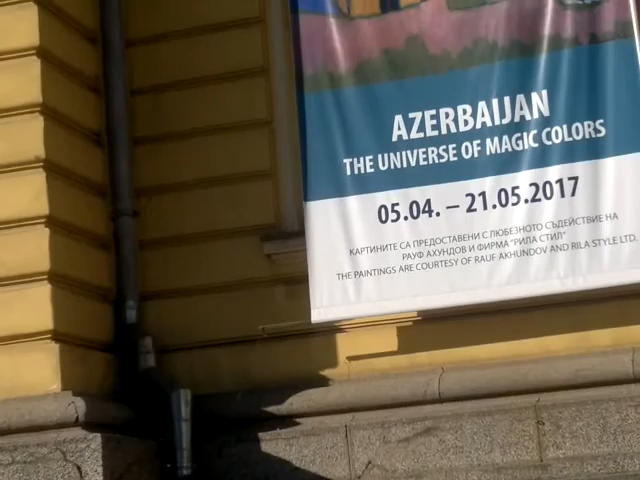 AZERBAIJAN
THE UNIVERSE OF MAGIC COLORS
05.04. – 21.05.2017
КАРТИНИТЕ СА ПРЕДОСТАВЕНИ С ЛЮБЕЗНОТО СЪДЕЙСТВИЕ НА
РАУФ АХУНДОВ И ФИРМА "РИЛА СТИЛ"
THE PAINTINGS ARE COURTESY OF RAUF AKHUNDOV AND RILA STYLE LTD.